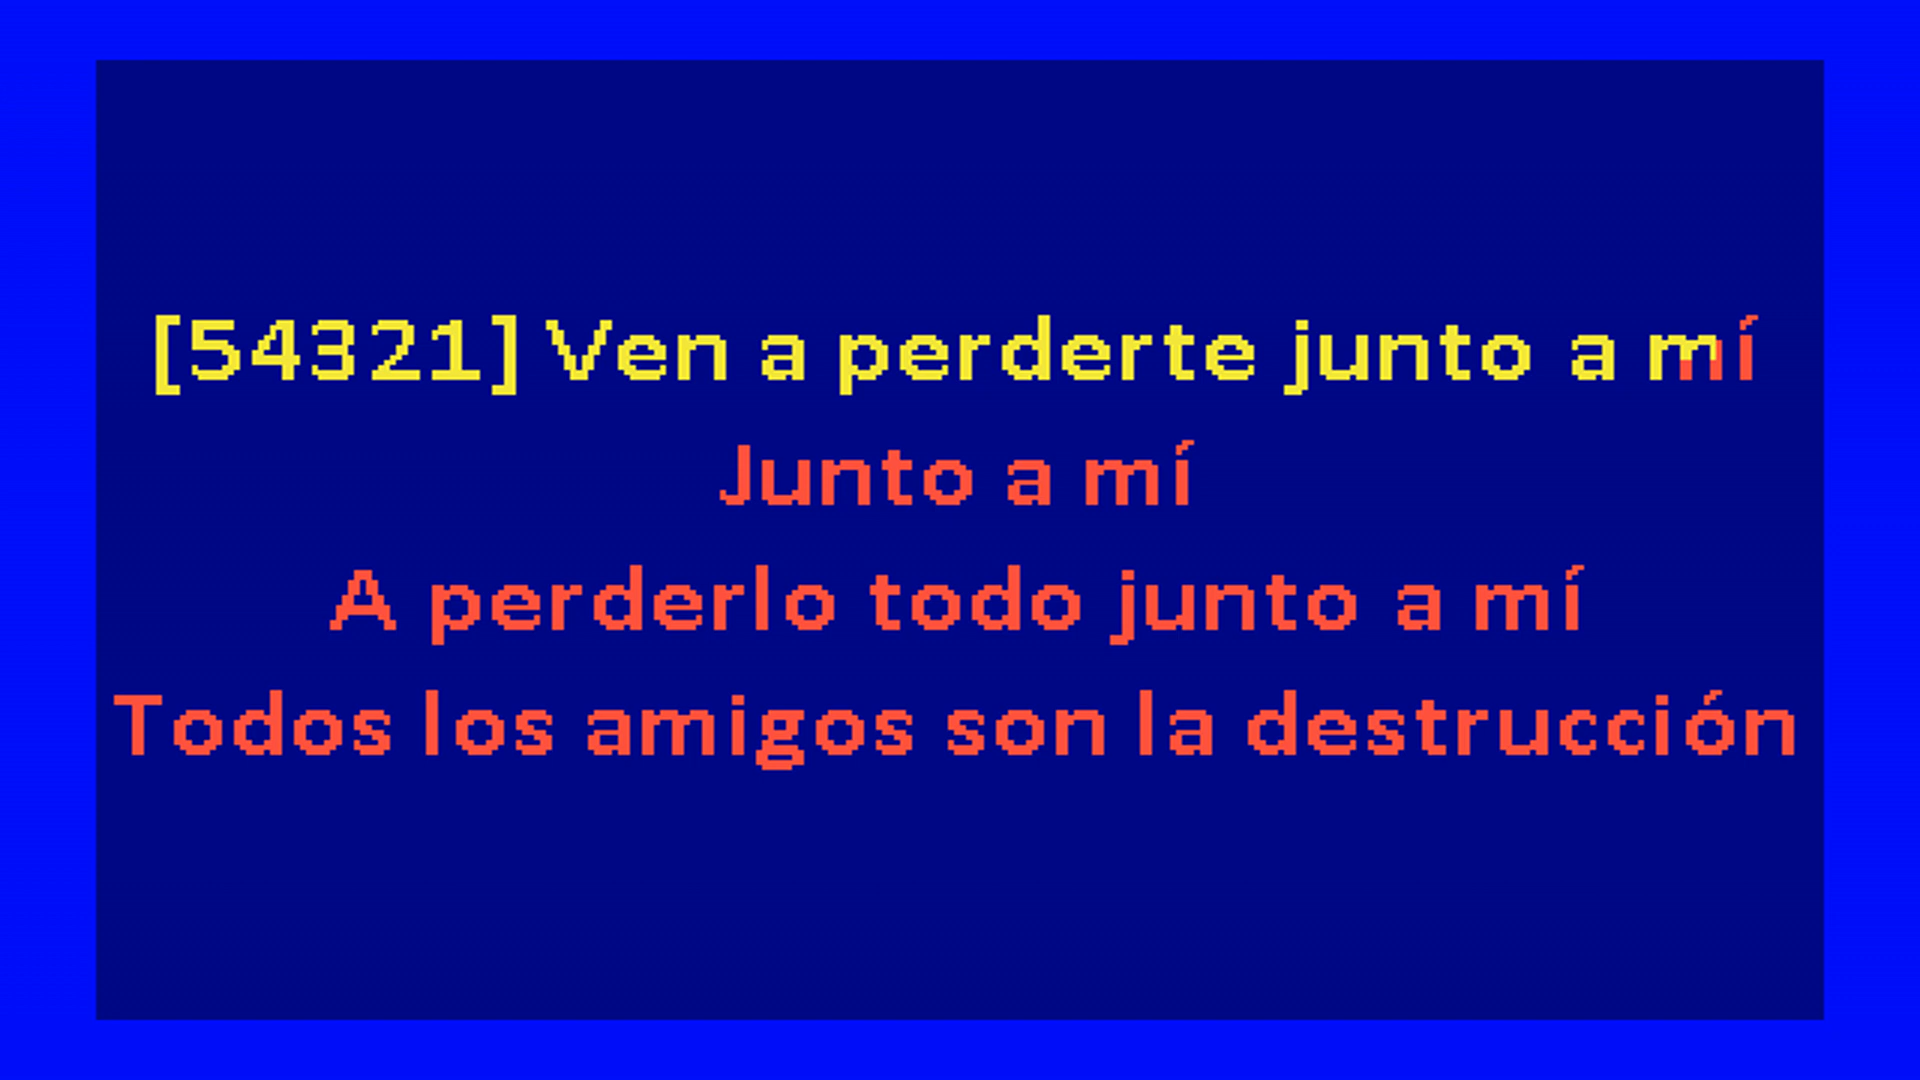 [54321] Ven a perderte junto a mí
Junto a mí
A perderlo todo junto a mí
Todos los amigos son la destrucción